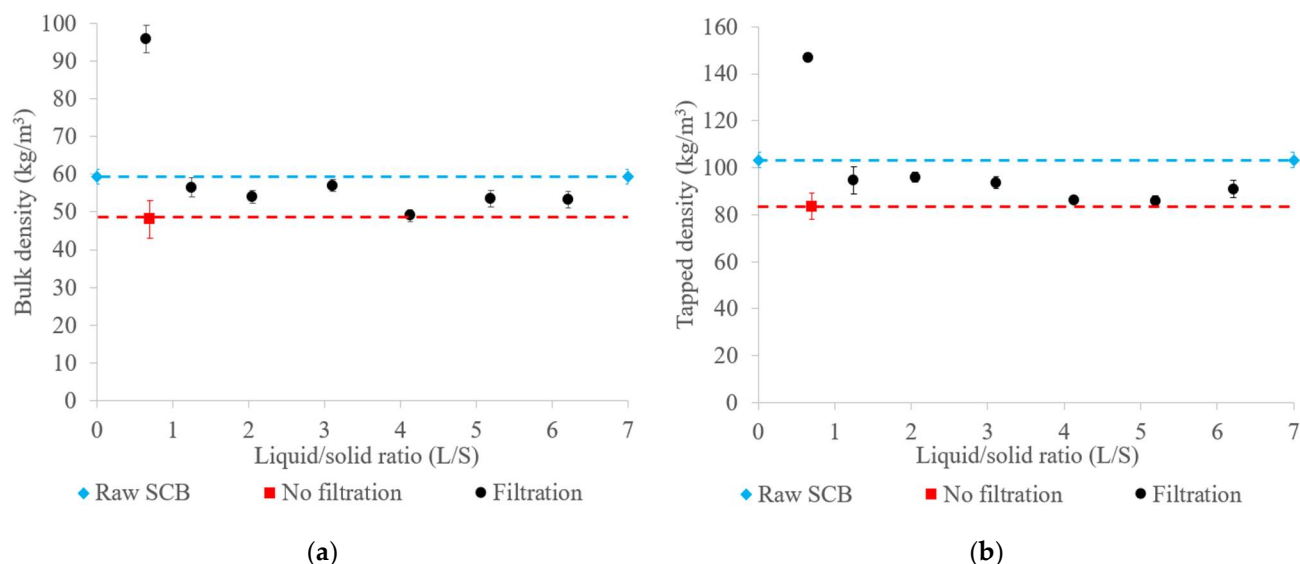 Bulk density (kg/m³)
100
90
80
70
60
50
40
30
20
10
0
0 1 2 3 4 5 6 7
Liquid/solid ratio (L/S)
Raw SCB No filtration Filtration
(a)
Tapped density (kg/m³)
160
140
120
100
80
60
40
20
0
0 1 2 3 4 5 6 7
Liquid/solid ratio (L/S)
Raw SCB No filtration Filtration
(b)